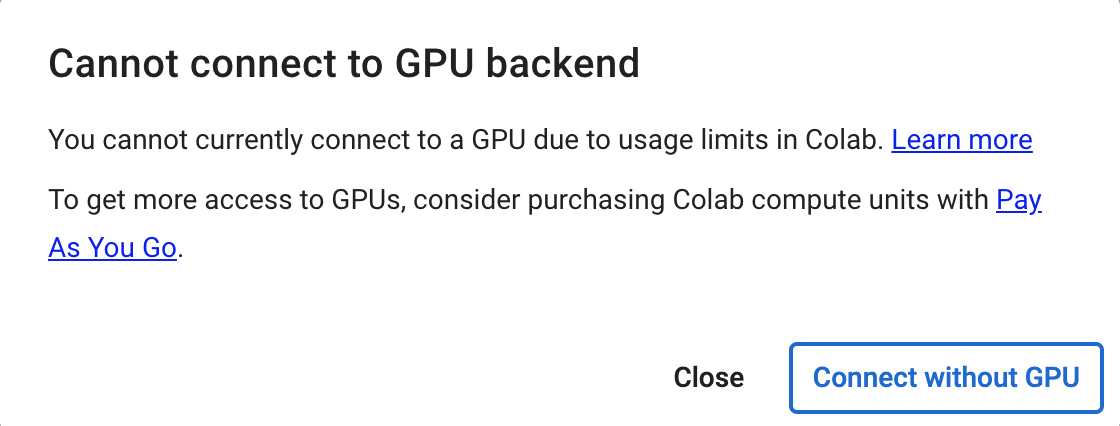 Cannot connect to GPU backend
You cannot currently connect to a GPU due to usage limits in Colab. Learn more
To get more access to GPUs, consider purchasing Colab compute units with Pay
As You Go.
Close
Connect without GPU